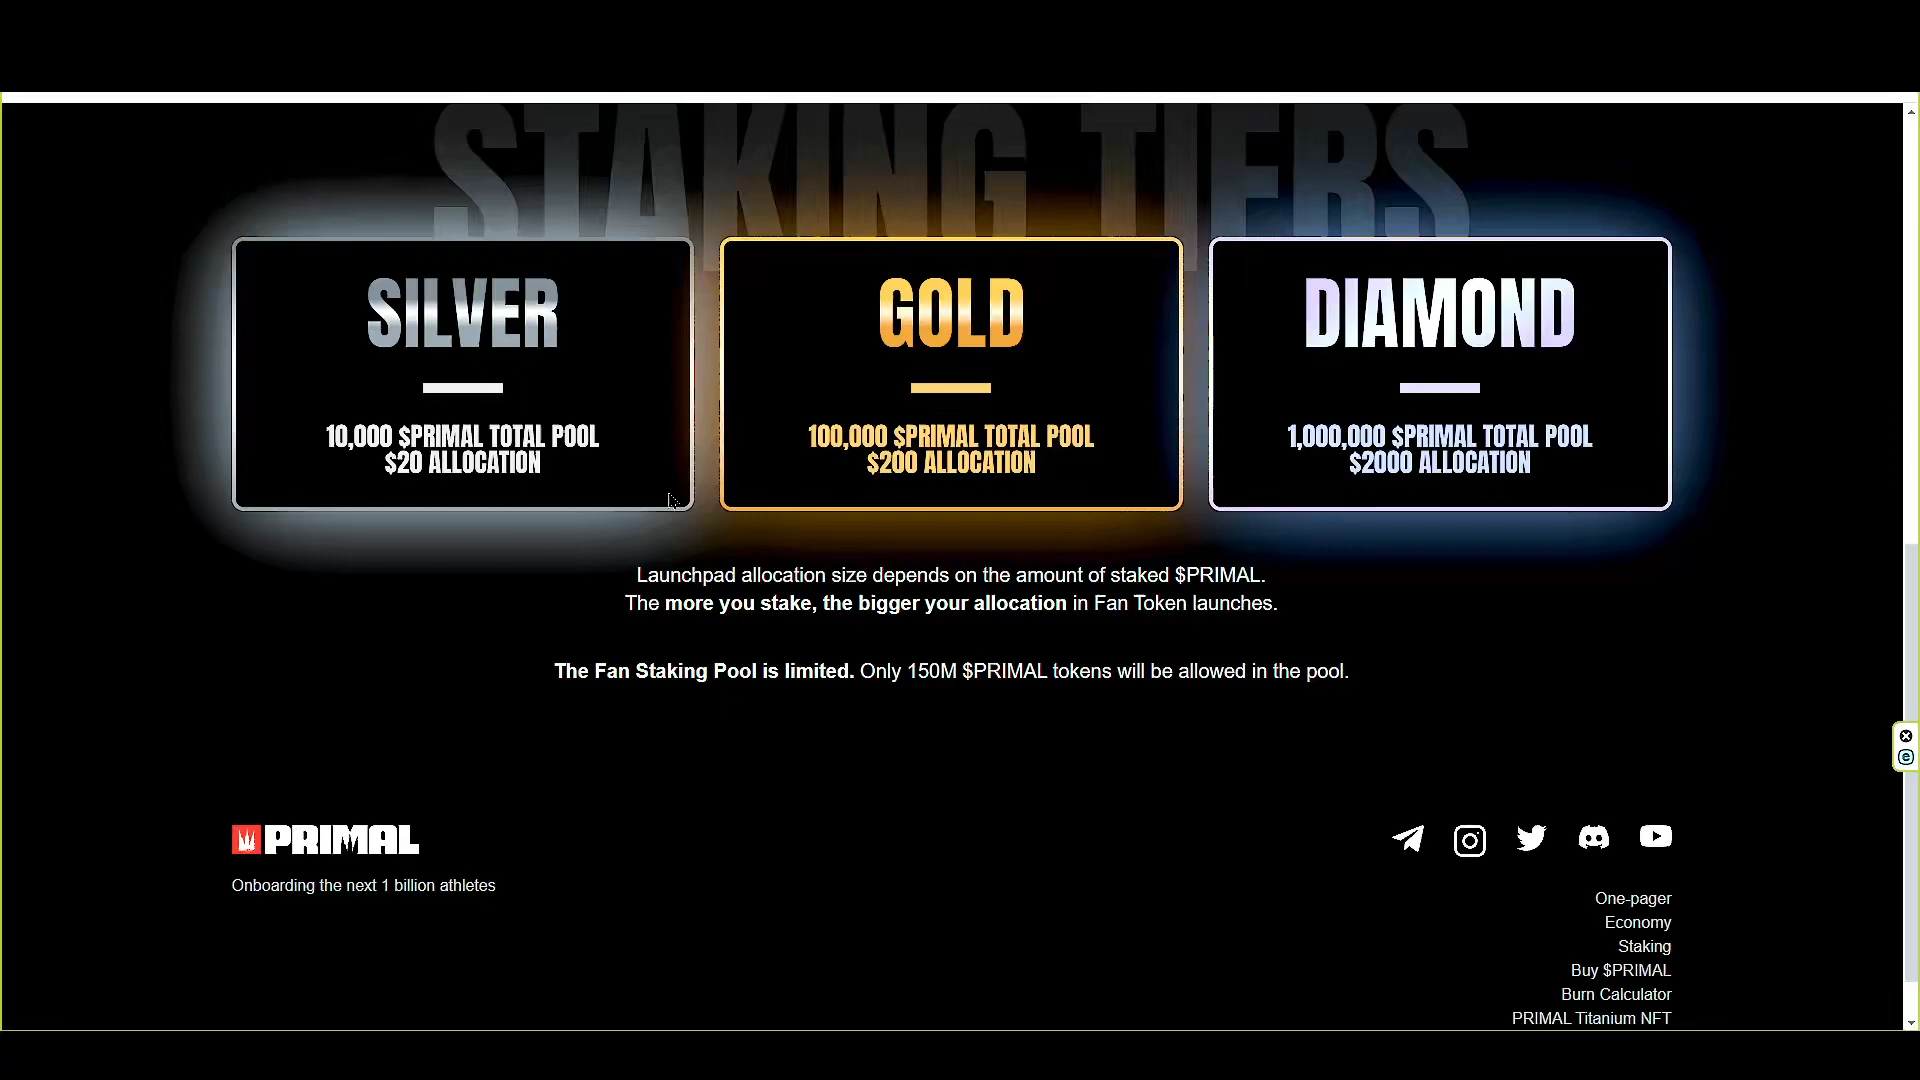 STAKING TIERS
SILVER
10,000 $PRIMAL TOTAL POOL
$20 ALLOCATION
GOLD
100,000 $PRIMAL TOTAL POOL
$200 ALLOCATION
DIAMOND
1,000,000 $PRIMAL TOTAL POOL
$2000 ALLOCATION
Launchpad allocation size depends on the amount of staked $PRIMAL.
The more you stake, the bigger your allocation in Fan Token launches.
The Fan Staking Pool is limited. Only 150M $PRIMAL tokens will be allowed in the pool.
PRIMAL
Onboarding the next 1 billion athletes
One-pager
Economy
Staking
Buy $PRIMAL
Burn Calculator
PRIMAL Titanium NFT